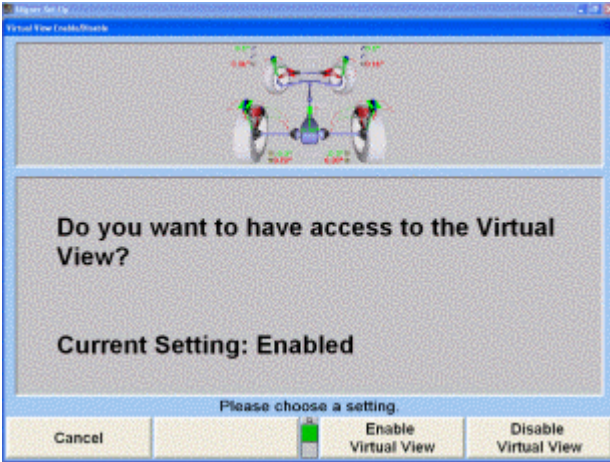 Aligner Set-Up
Virtual View Enable/Disable
Do you want to have access to the Virtual
View?
Current Setting: Enabled
Please choose a setting.
Cancel
Enable
Virtual View
Disable
Virtual View